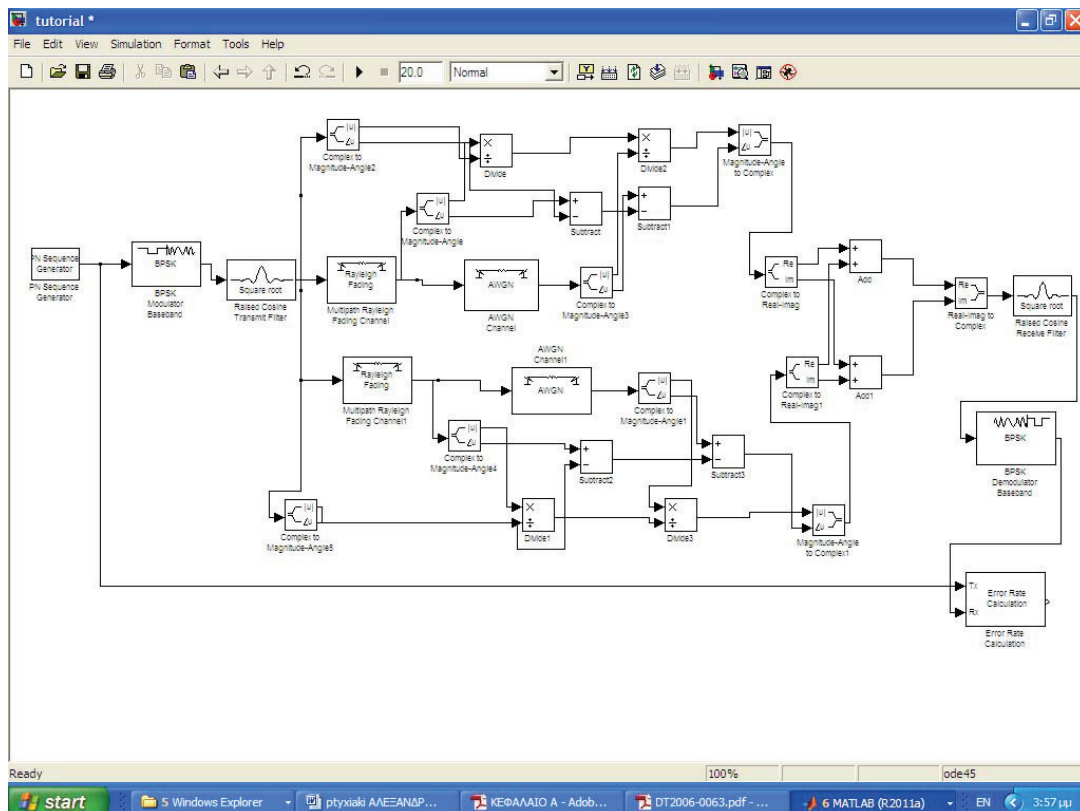 tutorial *
File Edit View Simulation Format Tools Help
20.0 Normal
|u|
∠u
Complex to
Magnitude-Angle2
×
÷
Divide
×
÷
Divide2
|u|
∠u
Magnitude-Angle
to Complex
|u|
∠u
Complex to
Magnitude-Angle
+
−
Subtract
+
−
Subtract1
PN Sequence
Generator
PN Sequence
Generator
BPSK
BPSK
Modulator
Baseband
Square root
Raised Cosine
Transmit Filter
Rayleigh
Fading
Multipath Rayleigh
Fading Channel
AWGN
AWGN
Channel
|u|
∠u
Complex to
Magnitude-Angle3
Re
Im
Complex to
Real-Imag
+
+
Add
Re
Im
Real-Imag to
Complex
Square root
Raised Cosine
Receive Filter
Rayleigh
Fading
Multipath Rayleigh
Fading Channel1
AWGN
Channel1
AWGN
|u|
∠u
Complex to
Magnitude-Angle1
Re
Im
Complex to
Real-Imag1
+
+
Add1
|u|
∠u
Complex to
Magnitude-Angle4
+
−
Subtract2
+
−
Subtract3
BPSK
BPSK
Demodulator
Baseband
|u|
∠u
Complex to
Magnitude-Angle5
×
÷
Divide1
×
÷
Divide3
|u|
∠u
Magnitude-Angle
to Complex1
Tx
Rx
Error Rate
Calculation
Error Rate
Calculation
Ready 100% ode45
start 5 Windows Explorer ptyxiaki ΑΛΕΞΑΝΔΡ... ΚΕΦΑΛΑΙΟ Α - Adob... DT2006-0063.pdf - ... 6 MATLAB (R2011a) EN 3:57 μμ